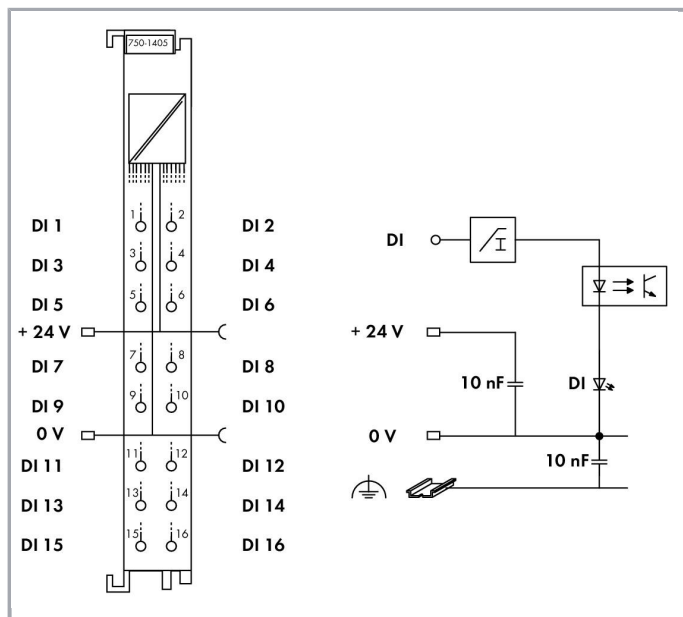 750-1405
DI 1
1
2
DI 2
DI 3
3
4
DI 4
DI 5
5
6
DI 6
+ 24 V
DI 7
7
8
DI 8
DI 9
9
10
DI 10
0 V
DI 11
11
12
DI 12
DI 13
13
14
DI 14
DI 15
15
16
DI 16
DI
I
+ 24 V
10 nF
DI
0 V
10 nF